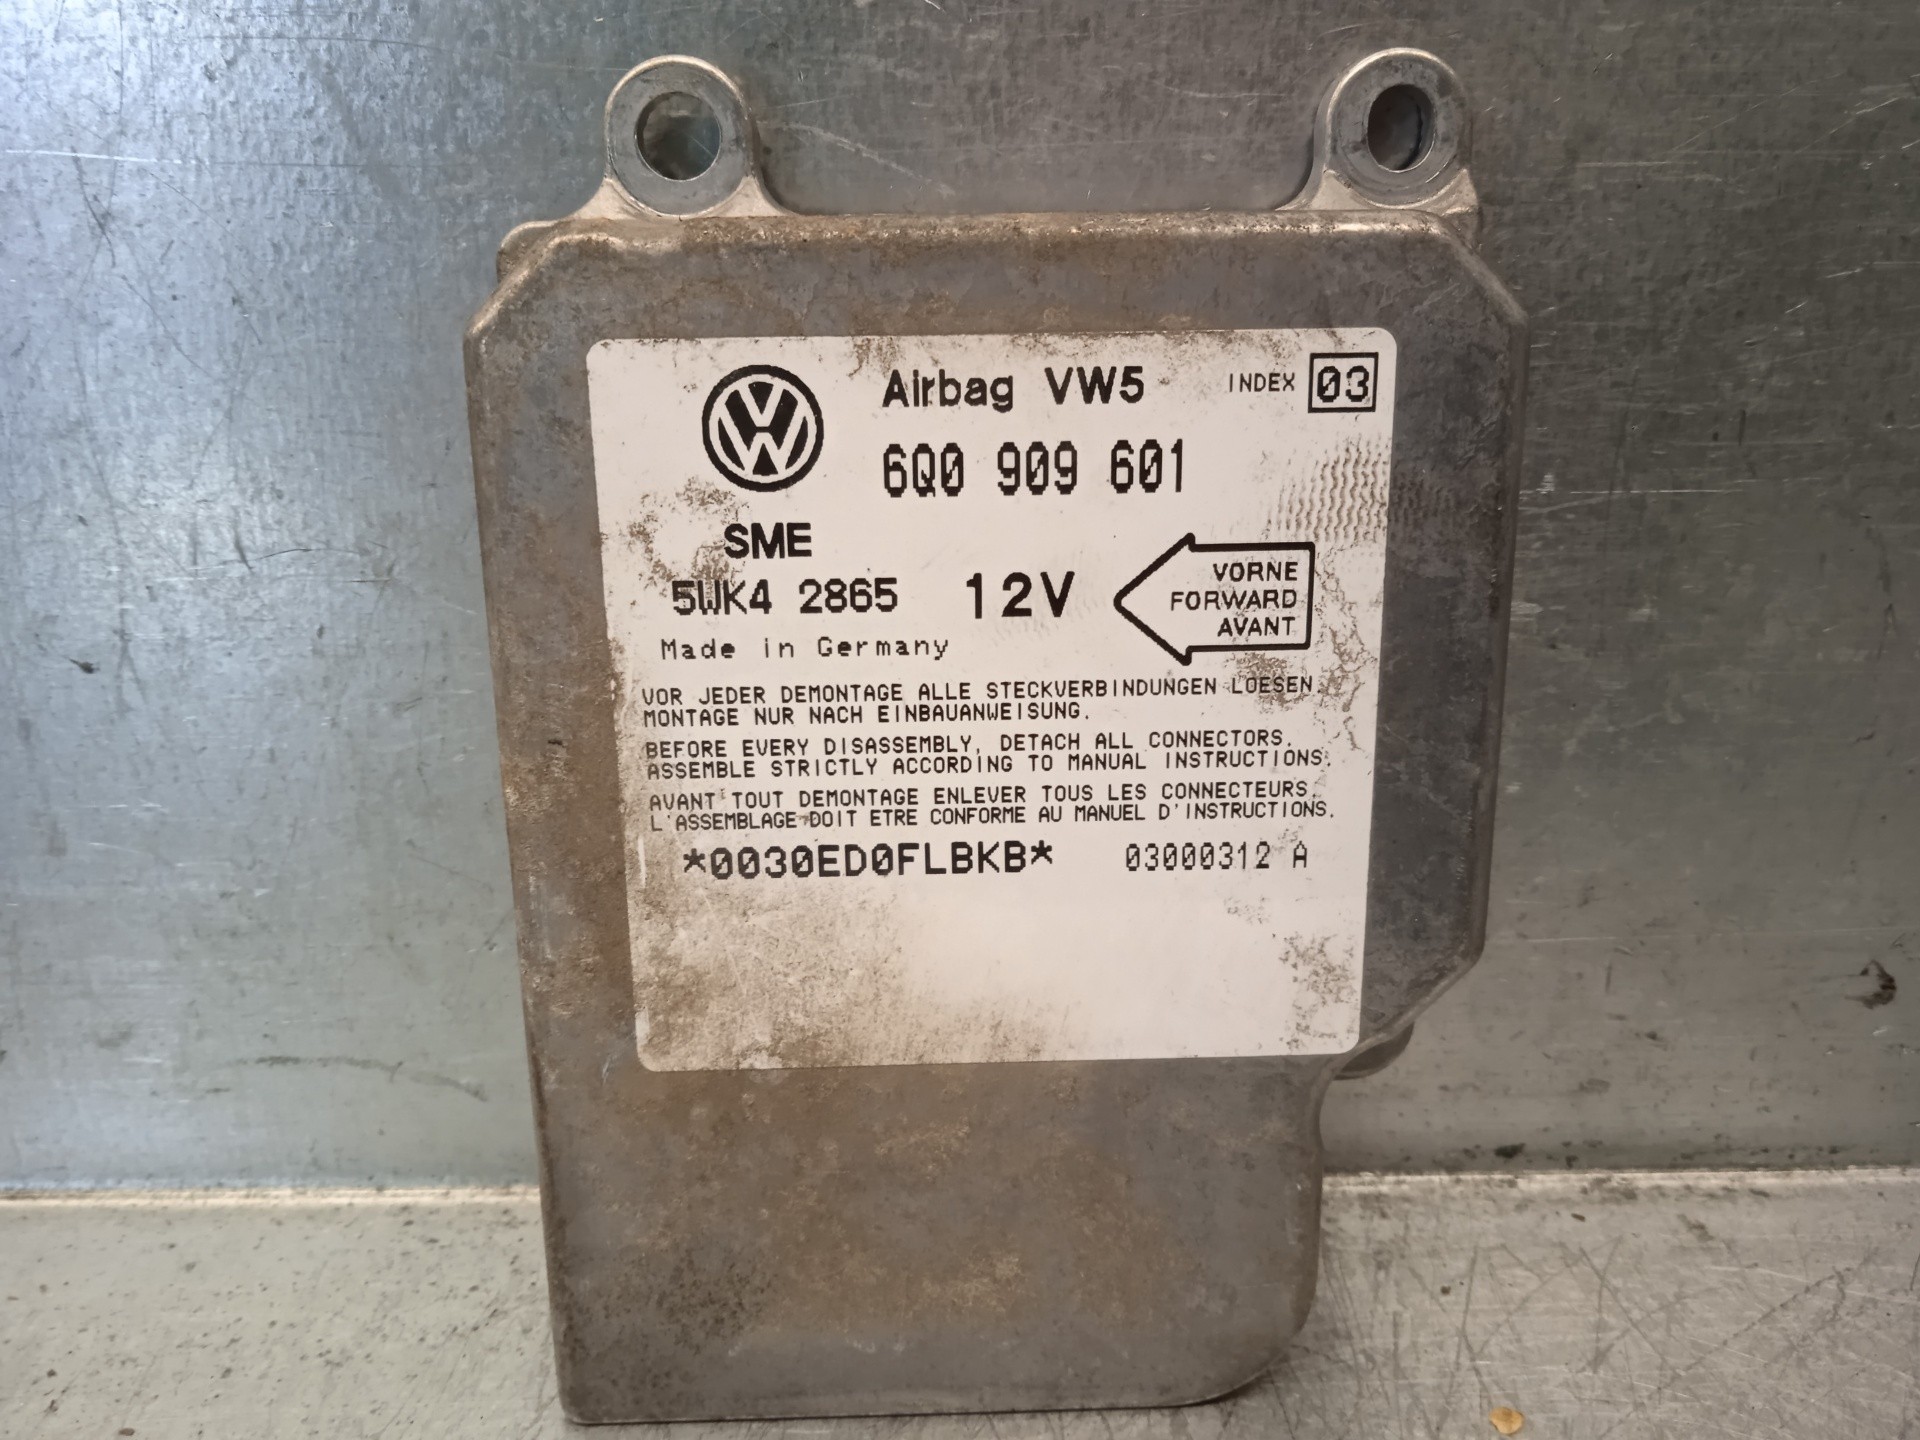 Airbag VW5 INDEX 03
6Q0 909 601
SME
5WK4 2865 12V
VORNE
FORWARD
AVANT
Made in Germany
VOR JEDER DEMONTAGE ALLE STECKVERBINDUNGEN LOESEN.
MONTAGE NUR NACH EINBAUANWEISUNG.
BEFORE EVERY DISASSEMBLY, DETACH ALL CONNECTORS.
ASSEMBLE STRICTLY ACCORDING TO MANUAL INSTRUCTIONS.
AVANT TOUT DEMONTAGE ENLEVER TOUS LES CONNECTEURS.
L'ASSEMBLAGE DOIT ETRE CONFORME AU MANUEL D'INSTRUCTIONS.
*0030ED0FLBKB* 03000312 A